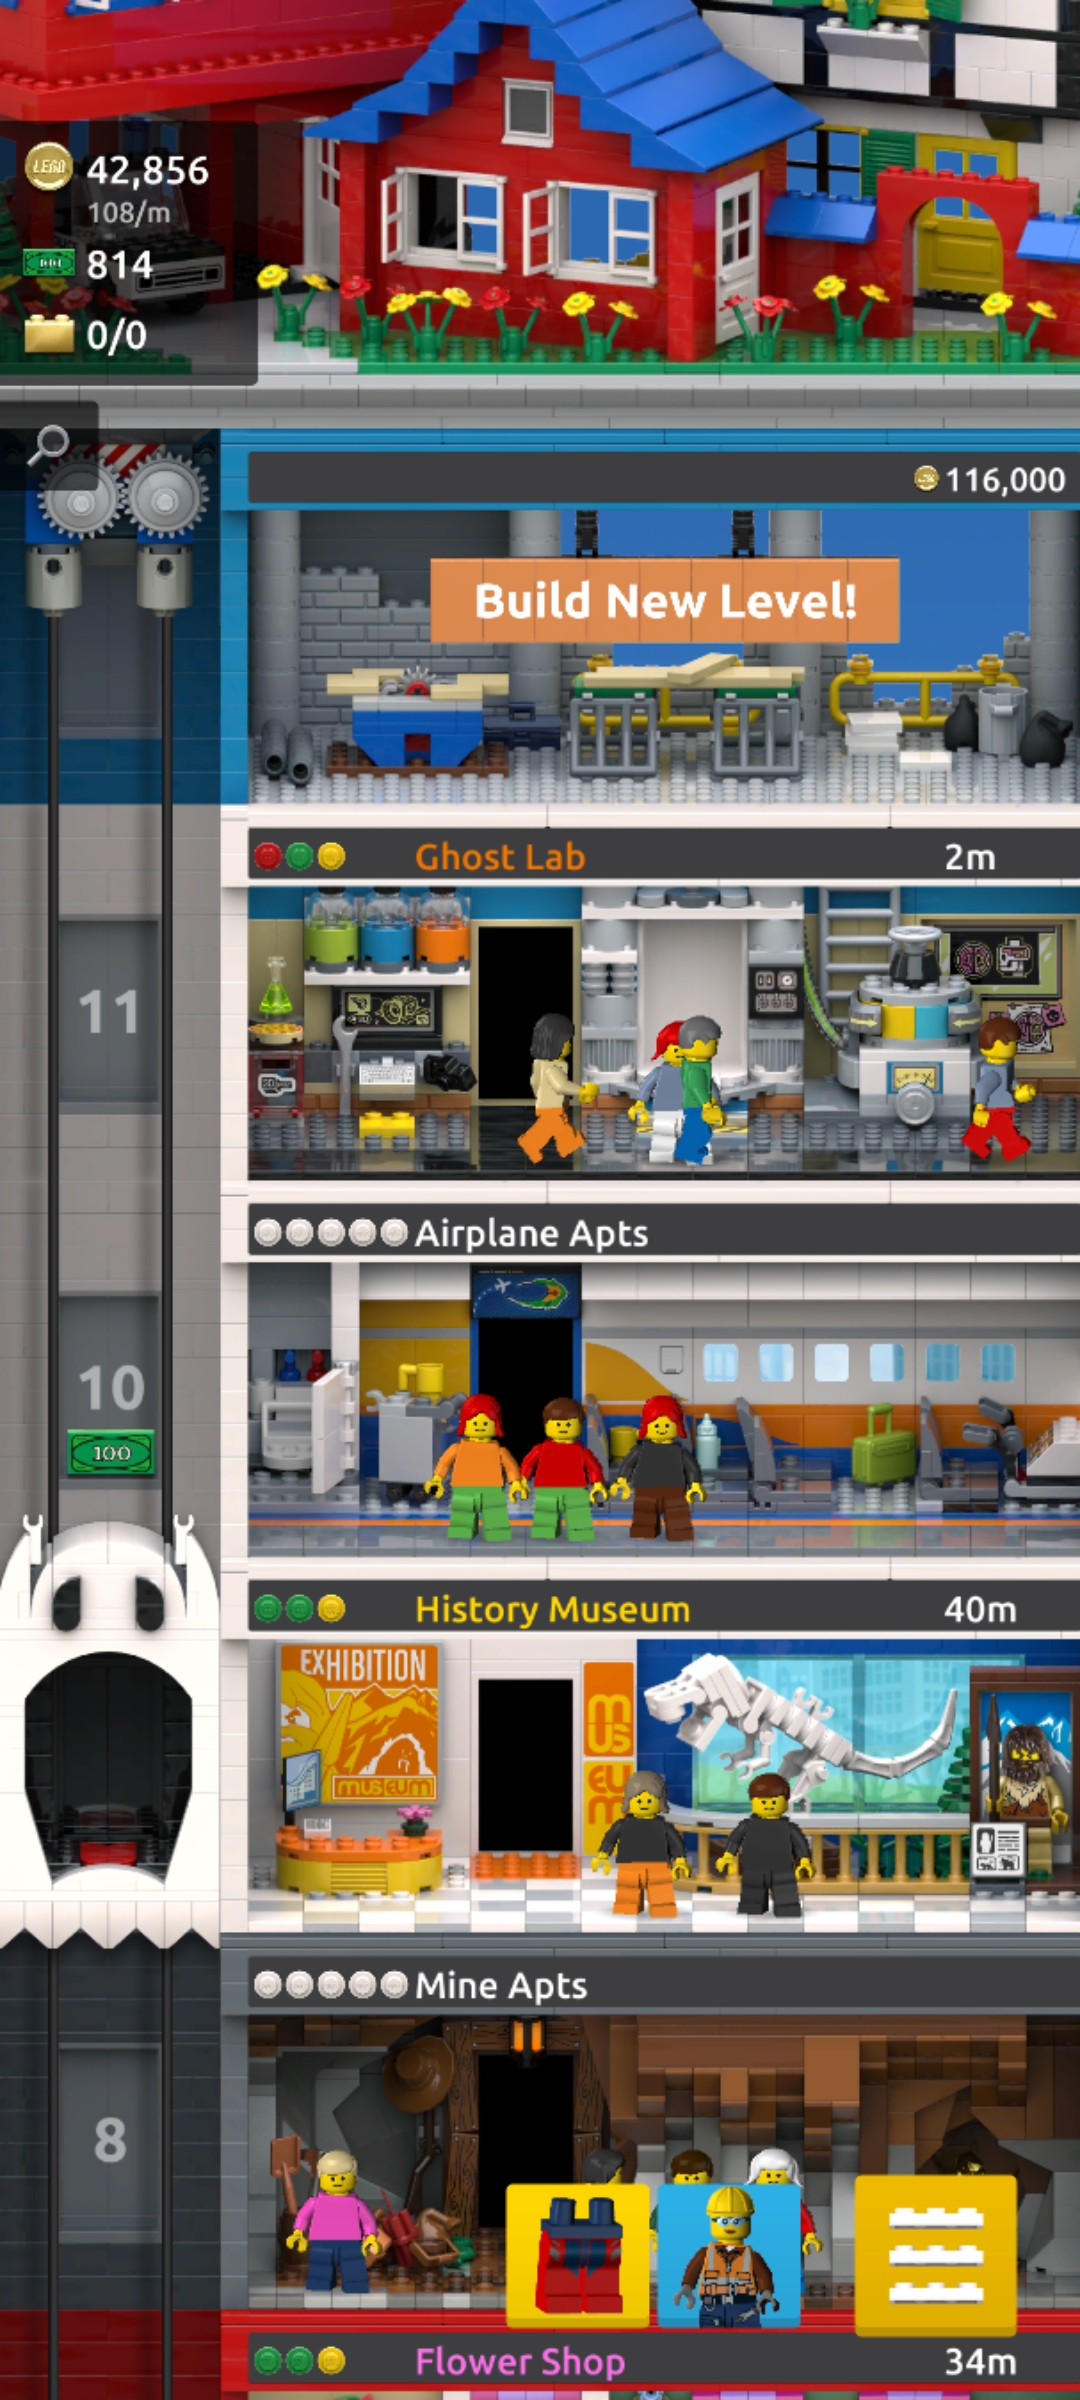 LEGO 42,856
108/m
814
0/0
116,000
Build New Level!
Ghost Lab 2m
11
Airplane Apts
10
100
History Museum 40m
EXHIBITION
MUSEUM
MUS
EUM
Mine Apts
8
Flower Shop 34m